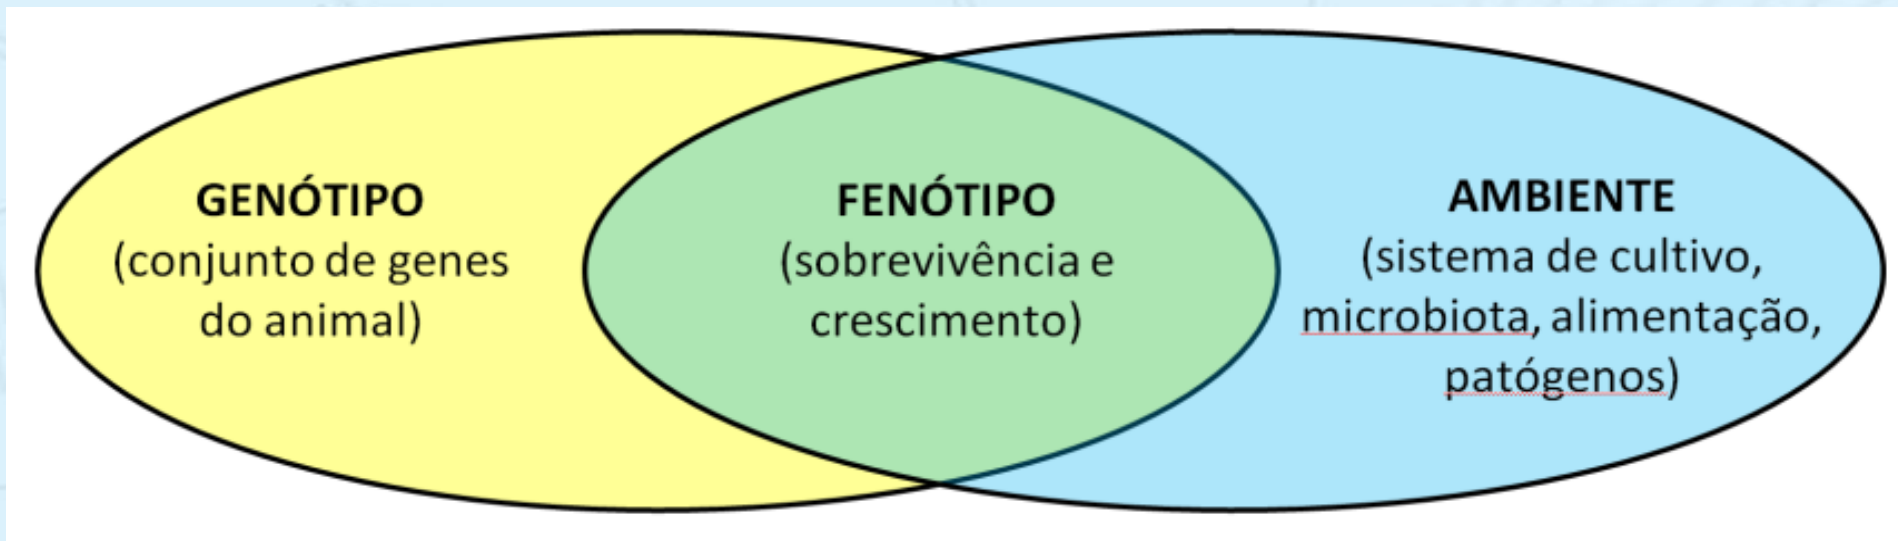 GENÓTIPO
(conjunto de genes
do animal)
FENÓTIPO
(sobrevivência e
crescimento)
AMBIENTE
(sistema de cultivo,
microbiota, alimentação,
patógenos)